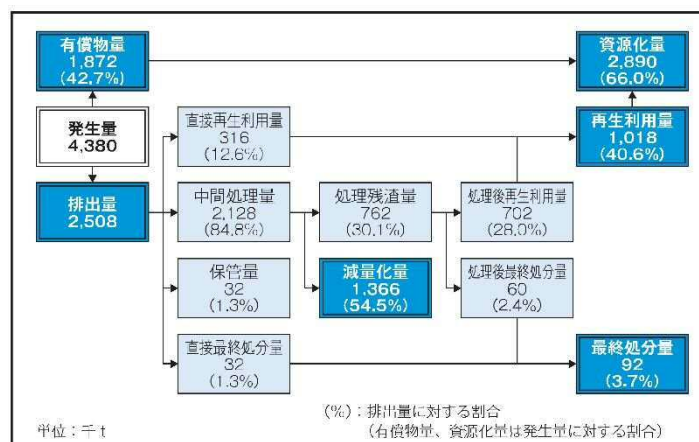 有償物量
1,872
(42.7%)
資源化量
2,890
(66.0%)
発生量
4,380
直接再生利用量
316
(12.6%)
再生利用量
1,018
(40.6%)
排出量
2,508
中間処理量
2,128
(84.8%)
処理残渣量
762
(30.1%)
処理後再生利用量
702
(28.0%)
保管量
32
(1.3%)
減量化量
1,366
(54.5%)
処理後最終処分量
60
(2.4%)
直接最終処分量
32
(1.3%)
最終処分量
92
(3.7%)
単位：千t
(%)：排出量に対する割合
(有償物量、資源化量は発生量に対する割合)